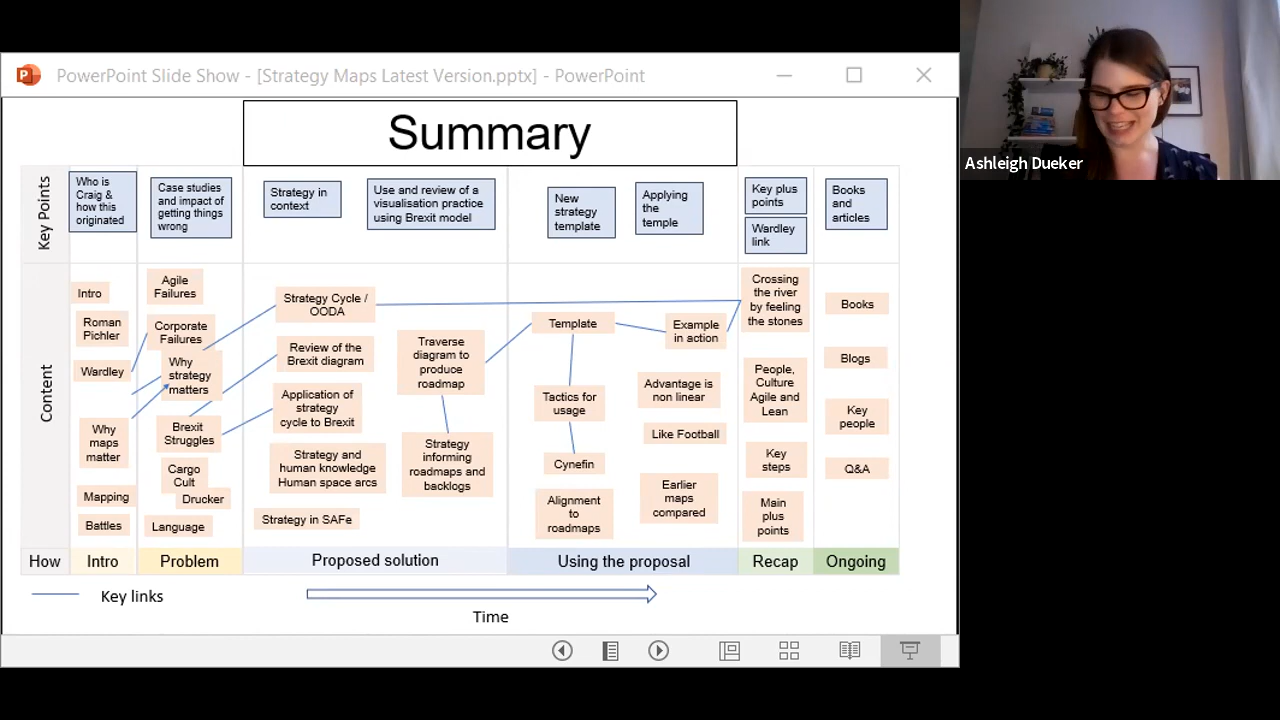 PowerPoint Slide Show - [Strategy Maps Latest Version.pptx] - PowerPoint
Ashleigh Dueker
Summary
Key Points
Who is
Craig &
how this
originated
Case studies
and impact of
getting things
wrong
Strategy in
context
Use and review of a
visualisation practice
using Brexit model
New
strategy
template
Applying
the
temple
Key plus
points
Wardley
link
Books
and
articles
Content
Intro
Roman
Pichler
Wardley
Why
maps
matter
Mapping
Battles
Agile
Failures
Corporate
Failures
Why
strategy
matters
Brexit
Struggles
Cargo
Cult
Drucker
Language
Strategy Cycle /
OODA
Review of the
Brexit diagram
Application of
strategy
cycle to Brexit
Strategy and
human knowledge
Human space arcs
Strategy in SAFe
Traverse
diagram to
produce
roadmap
Strategy
informing
roadmaps and
backlogs
Template
Tactics for
usage
Cynefin
Alignment
to
roadmaps
Example
in action
Advantage is
non linear
Like Football
Earlier
maps
compared
Crossing
the river
by feeling
the stones
People,
Culture
Agile and
Lean
Key
steps
Main
plus
points
Books
Blogs
Key
people
Q&A
How
Intro
Problem
Proposed solution
Using the proposal
Recap
Ongoing
Key links
Time